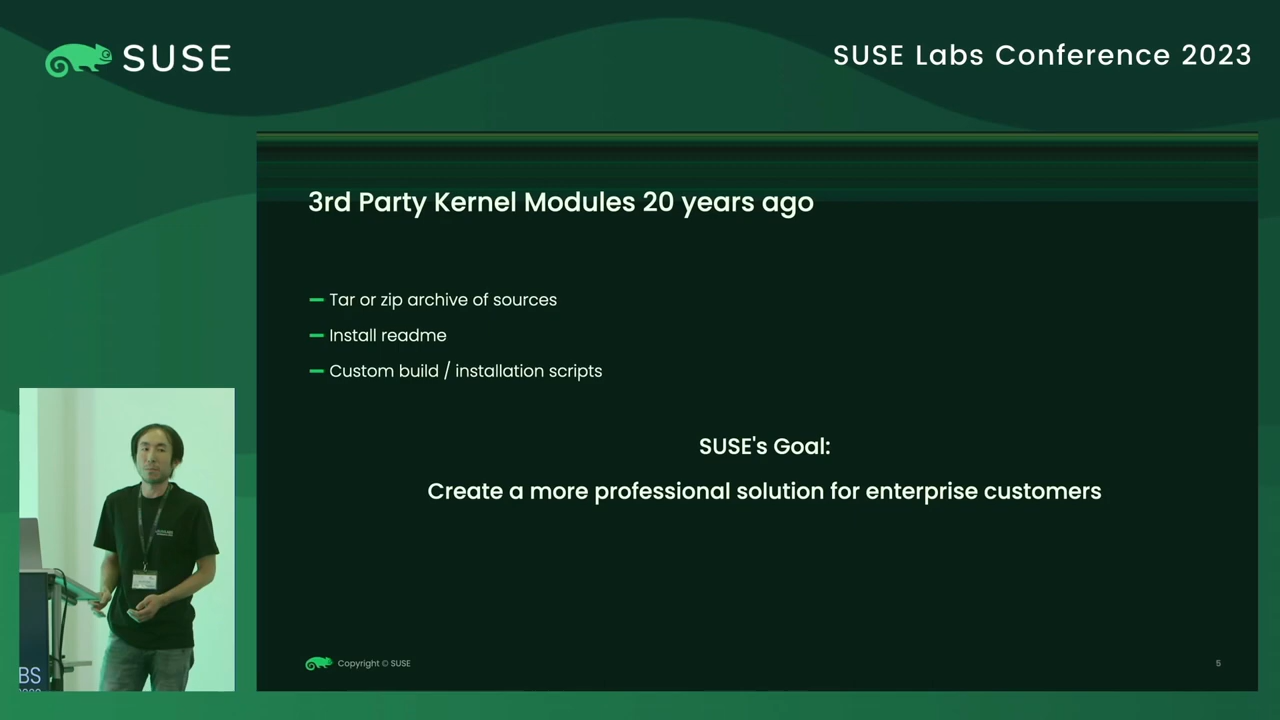 SUSE
SUSE Labs Conference 2023
3rd Party Kernel Modules 20 years ago
Tar or zip archive of sources
Install readme
Custom build / installation scripts
SUSE's Goal:
Create a more professional solution for enterprise customers
BS
Copyright © SUSE
5